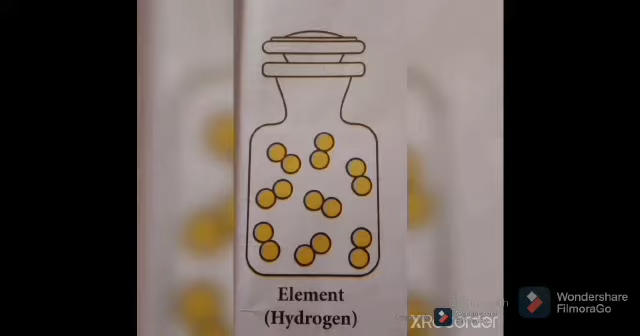 Element
(Hydrogen)
Wondershare
FilmoraGo
XRecorder